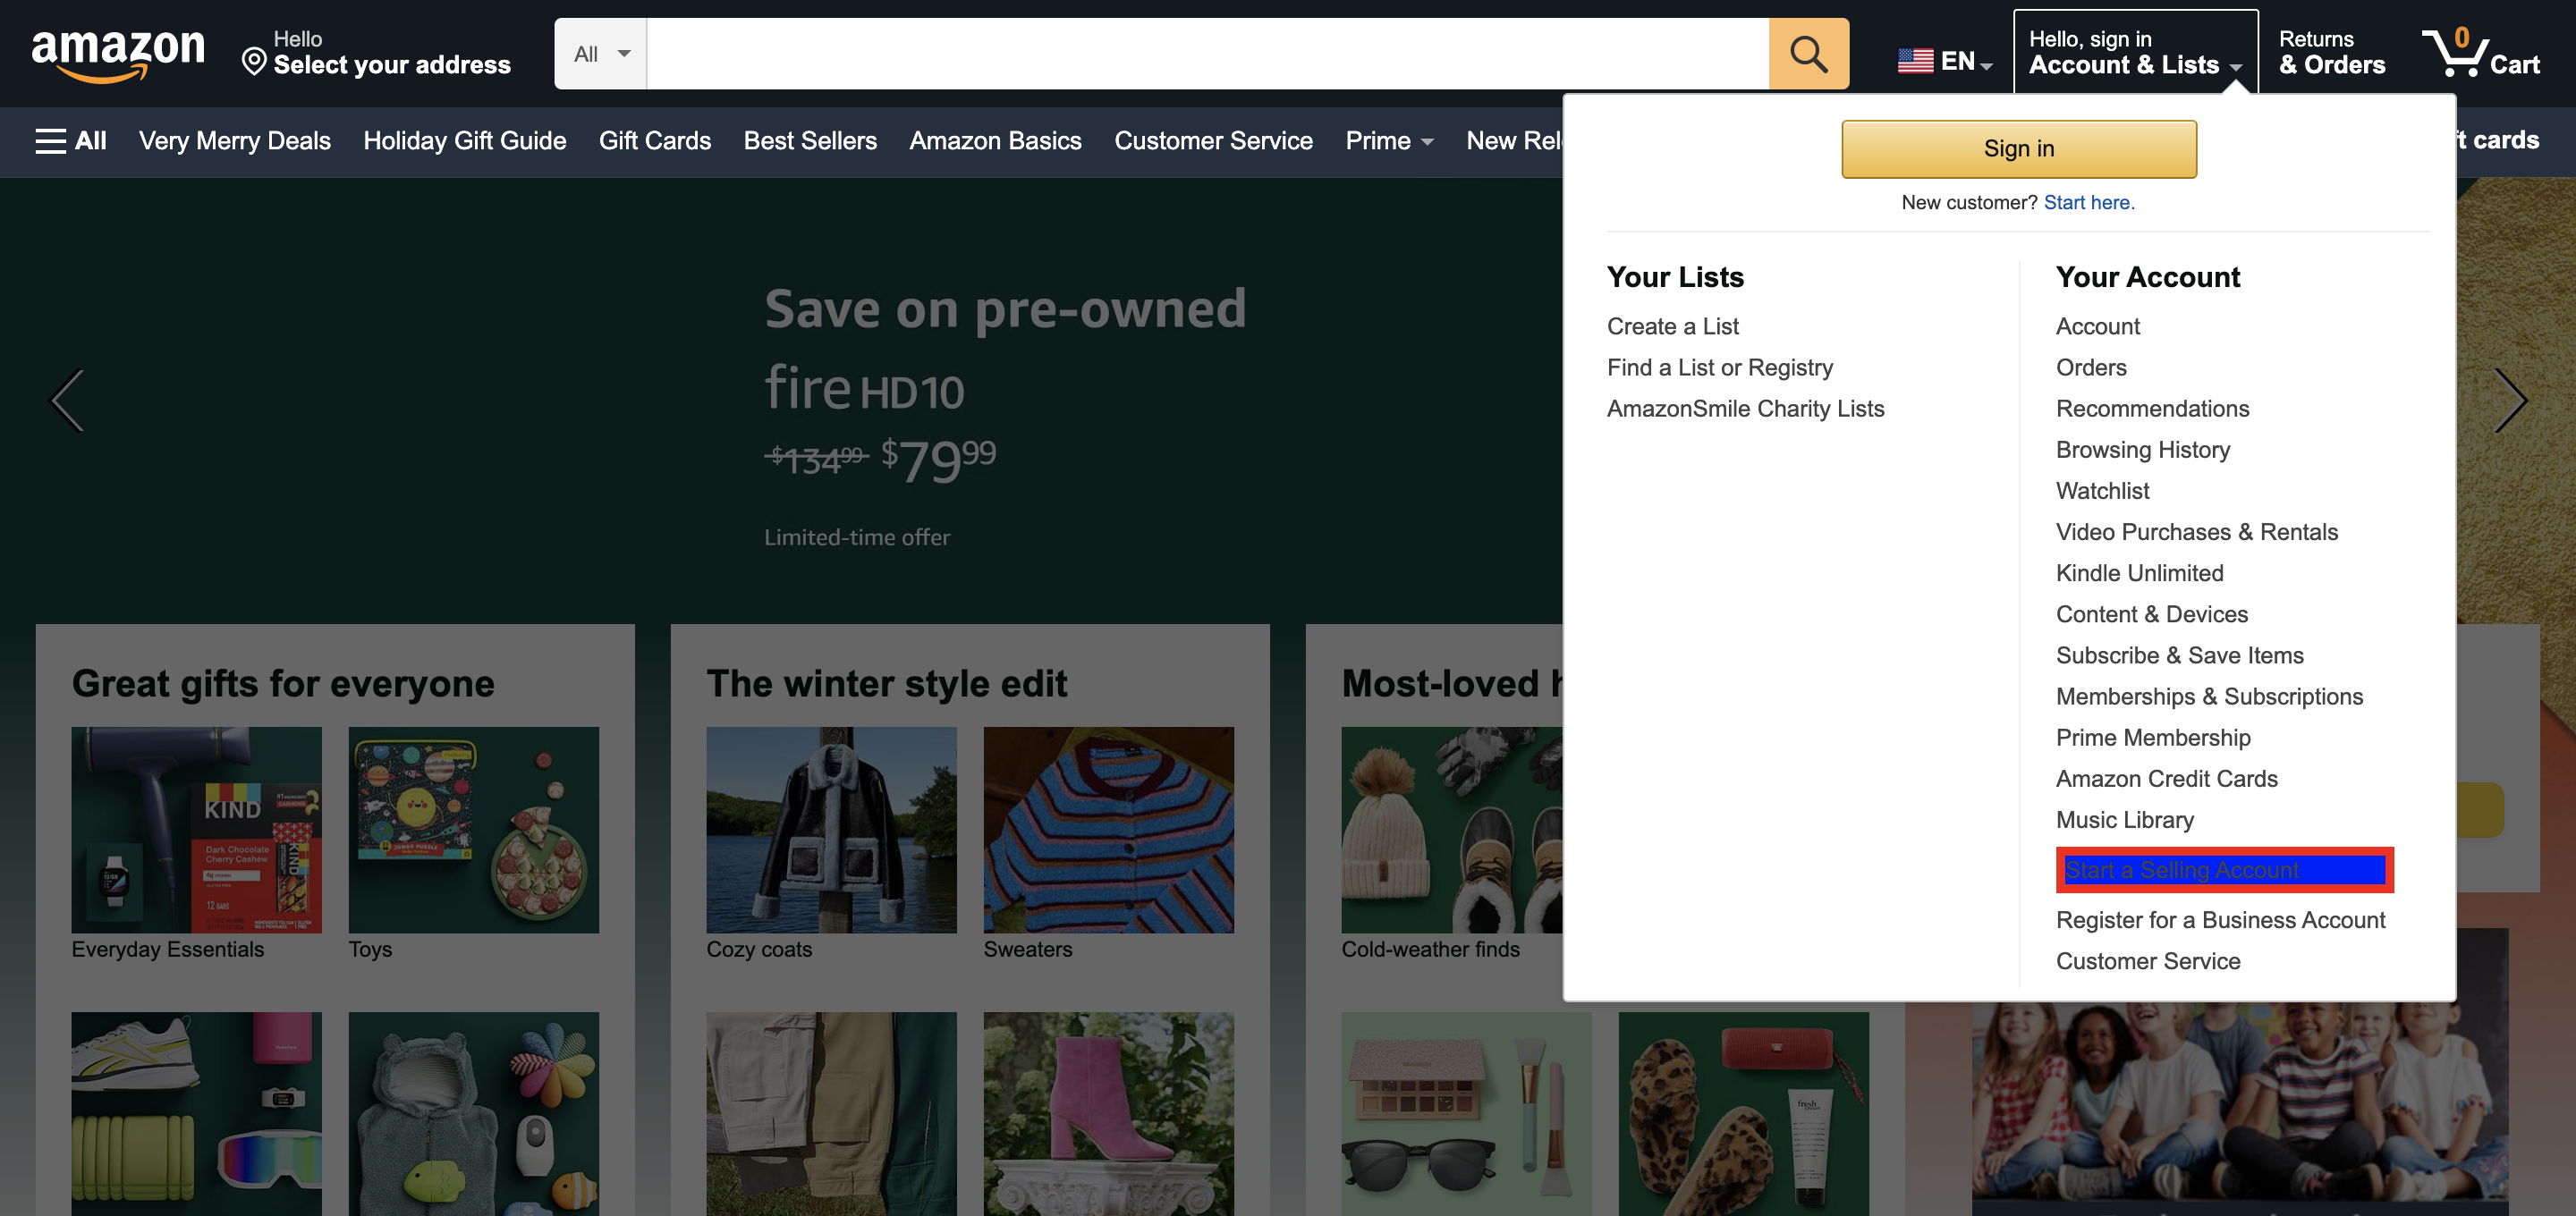 amazon
Hello
Select your address
All
EN
Hello, sign in
Account & Lists
Returns
& Orders
0
Cart
All
Very Merry Deals
Holiday Gift Guide
Gift Cards
Best Sellers
Amazon Basics
Customer Service
Prime
New Rel
ft cards
Sign in
New customer? Start here.
Your Lists
Create a List
Find a List or Registry
AmazonSmile Charity Lists
Your Account
Account
Orders
Recommendations
Browsing History
Watchlist
Video Purchases & Rentals
Kindle Unlimited
Content & Devices
Subscribe & Save Items
Memberships & Subscriptions
Prime Membership
Amazon Credit Cards
Music Library
Start a Selling Account
Register for a Business Account
Customer Service
Save on pre-owned
fire HD10
$134.99 $79.99
Limited-time offer
Great gifts for everyone
KIND
Dark Chocolate
Cherry Cashew
12 BARS
JUMBO PUZZLE
Everyday Essentials
Toys
The winter style edit
Cozy coats
Sweaters
Most-loved h
Cold-weather finds
fresh